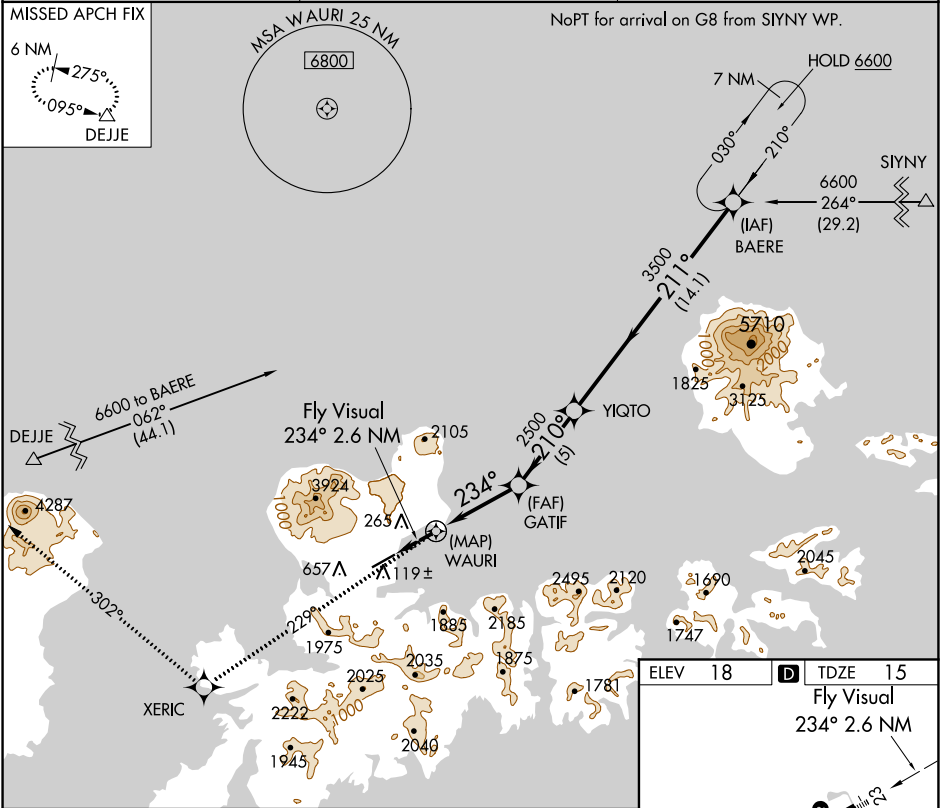 MISSED APCH FIX
6 NM
275°
095°
DEJJE
MSA WAURI 25 NM
6800
NoPT for arrival on G8 from SIYNY WP.
HOLD 6600
7 NM
030°
210°
SIYNY
6600
264°
(29.2)
(IAF)
BAERE
3500
211°
(14.1)
5710
1000
2000
1825
3125
6600 to BAERE
062°
(44.1)
DEJJE
YIQTO
Fly Visual
234° 2.6 NM
2105
2500
210°
(5)
234°
(FAF)
GATIF
3924
4287
265
(MAP)
WAURI
657
119±
2045
2495
2120
1690
302°
229°
1975
1885
2185
1747
2035
1875
2025
1781
XERIC
2222
1000
2040
1945
ELEV 18
D
TDZE 15
Fly Visual
234° 2.6 NM
23